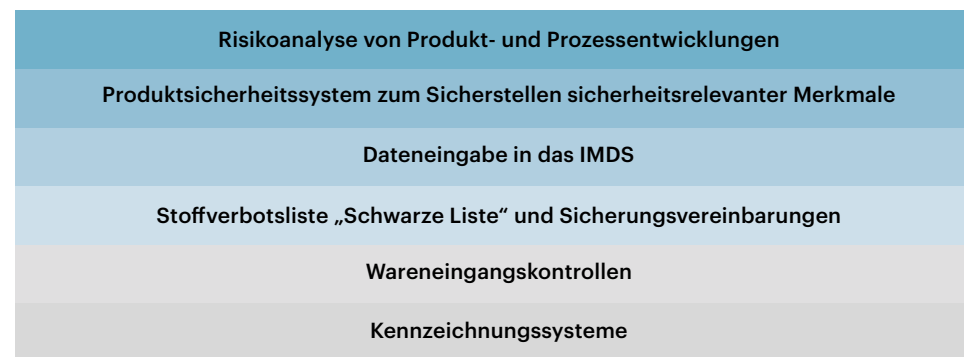 Risikoanalyse von Produkt- und Prozessentwicklungen
Produktsicherheitssystem zum Sicherstellen sicherheitsrelevanter Merkmale
Dateneingabe in das IMDS
Stoffverbotsliste „Schwarze Liste“ und Sicherungsvereinbarungen
Wareneingangskontrollen
Kennzeichnungssysteme